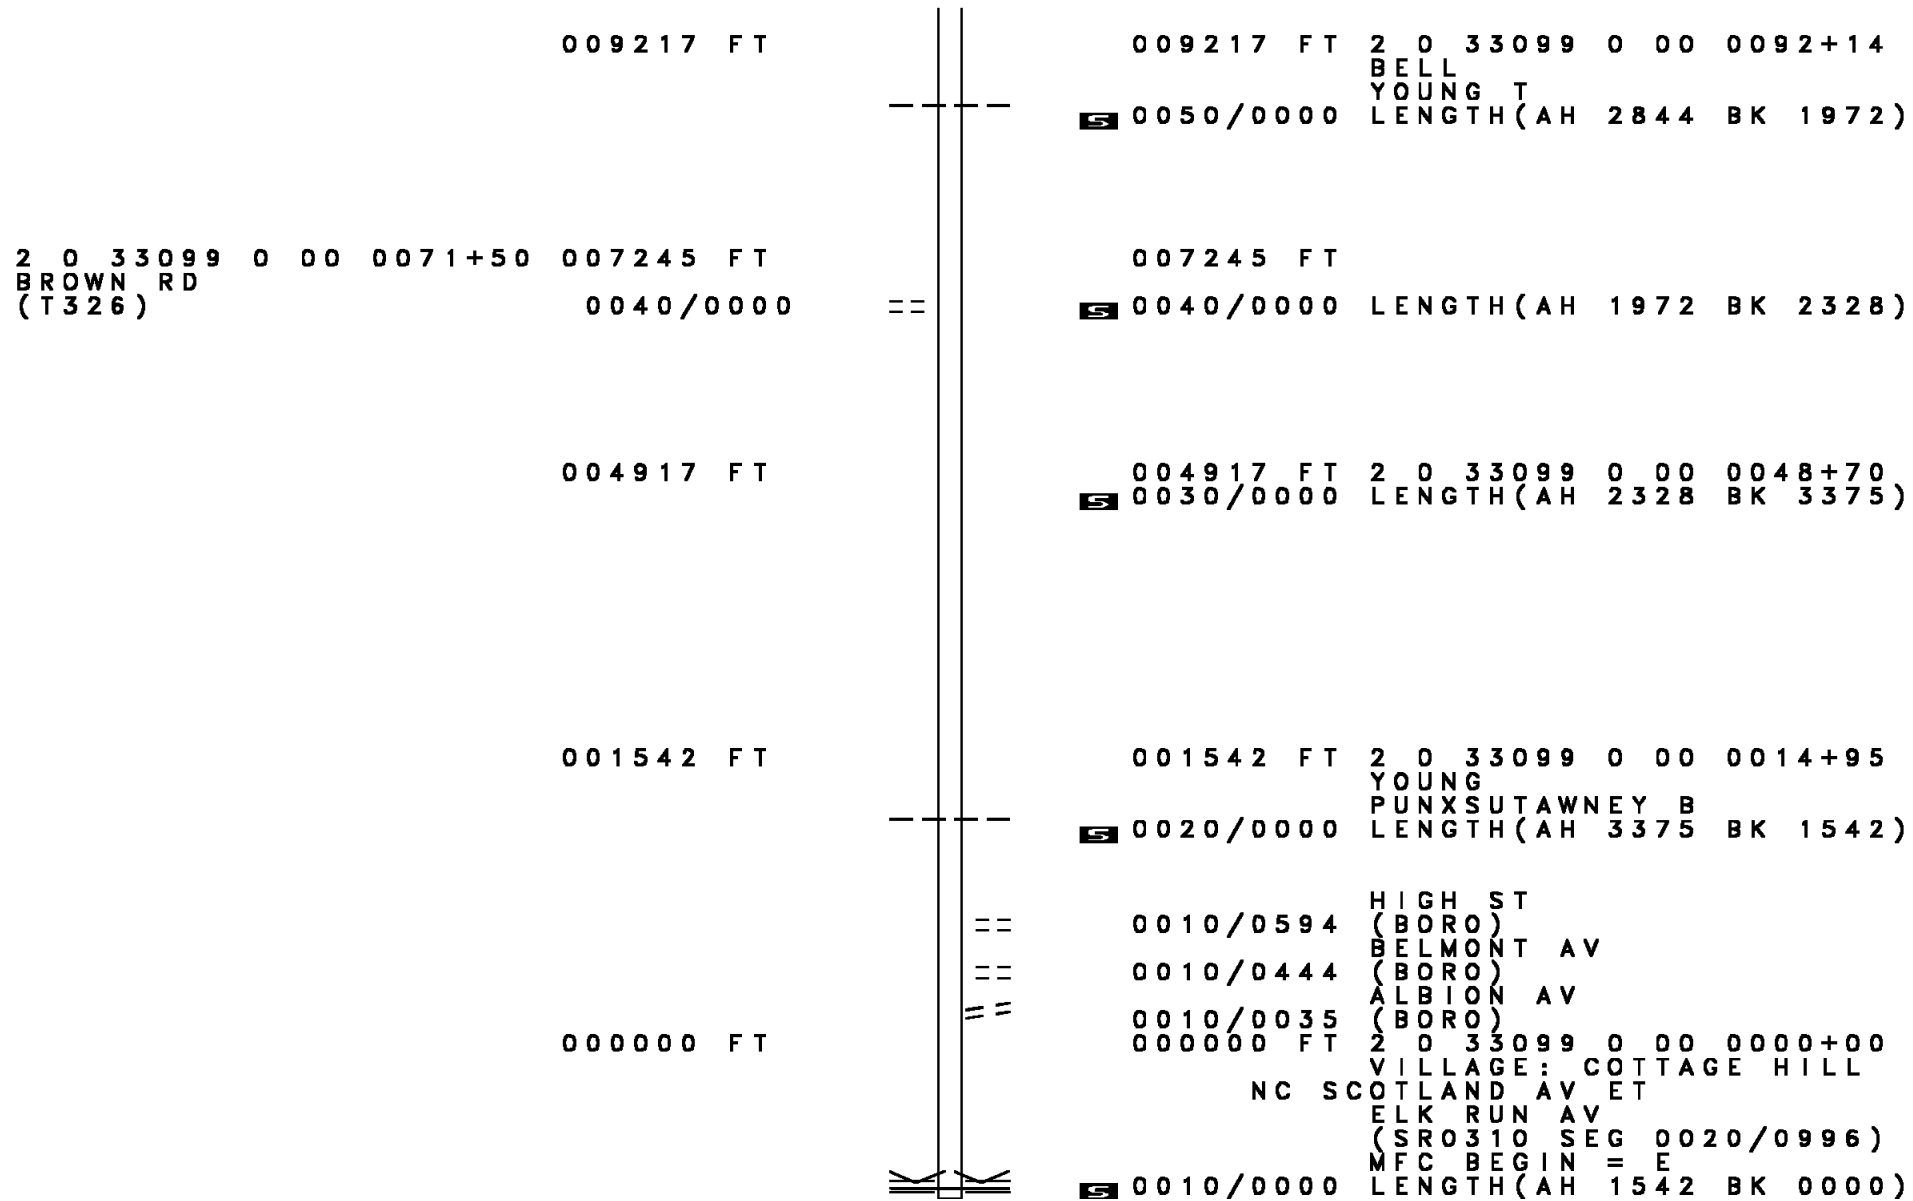 009217 FT 009217 FT 2 0 33099 0 00 0092+14
BELL
YOUNG T
S 0050/0000 LENGTH(AH 2844 BK 1972)
2 0 33099 0 00 0071+50 007245 FT 007245 FT
BROWN RD
(T326) 0040/0000 S 0040/0000 LENGTH(AH 1972 BK 2328)
004917 FT 004917 FT 2 0 33099 0 00 0048+70
S 0030/0000 LENGTH(AH 2328 BK 3375)
001542 FT 001542 FT 2 0 33099 0 00 0014+95
YOUNG
PUNXSUTAWNEY B
S 0020/0000 LENGTH(AH 3375 BK 1542)
HIGH ST
0010/0594 (BORO)
BELMONT AV
0010/0444 (BORO)
ALBION AV
0010/0035 (BORO)
000000 FT 000000 FT 2 0 33099 0 00 0000+00
VILLAGE: COTTAGE HILL
NC SCOTLAND AV ET
ELK RUN AV
(SR0310 SEG 0020/0996)
MFC BEGIN = E
S 0010/0000 LENGTH(AH 1542 BK 0000)